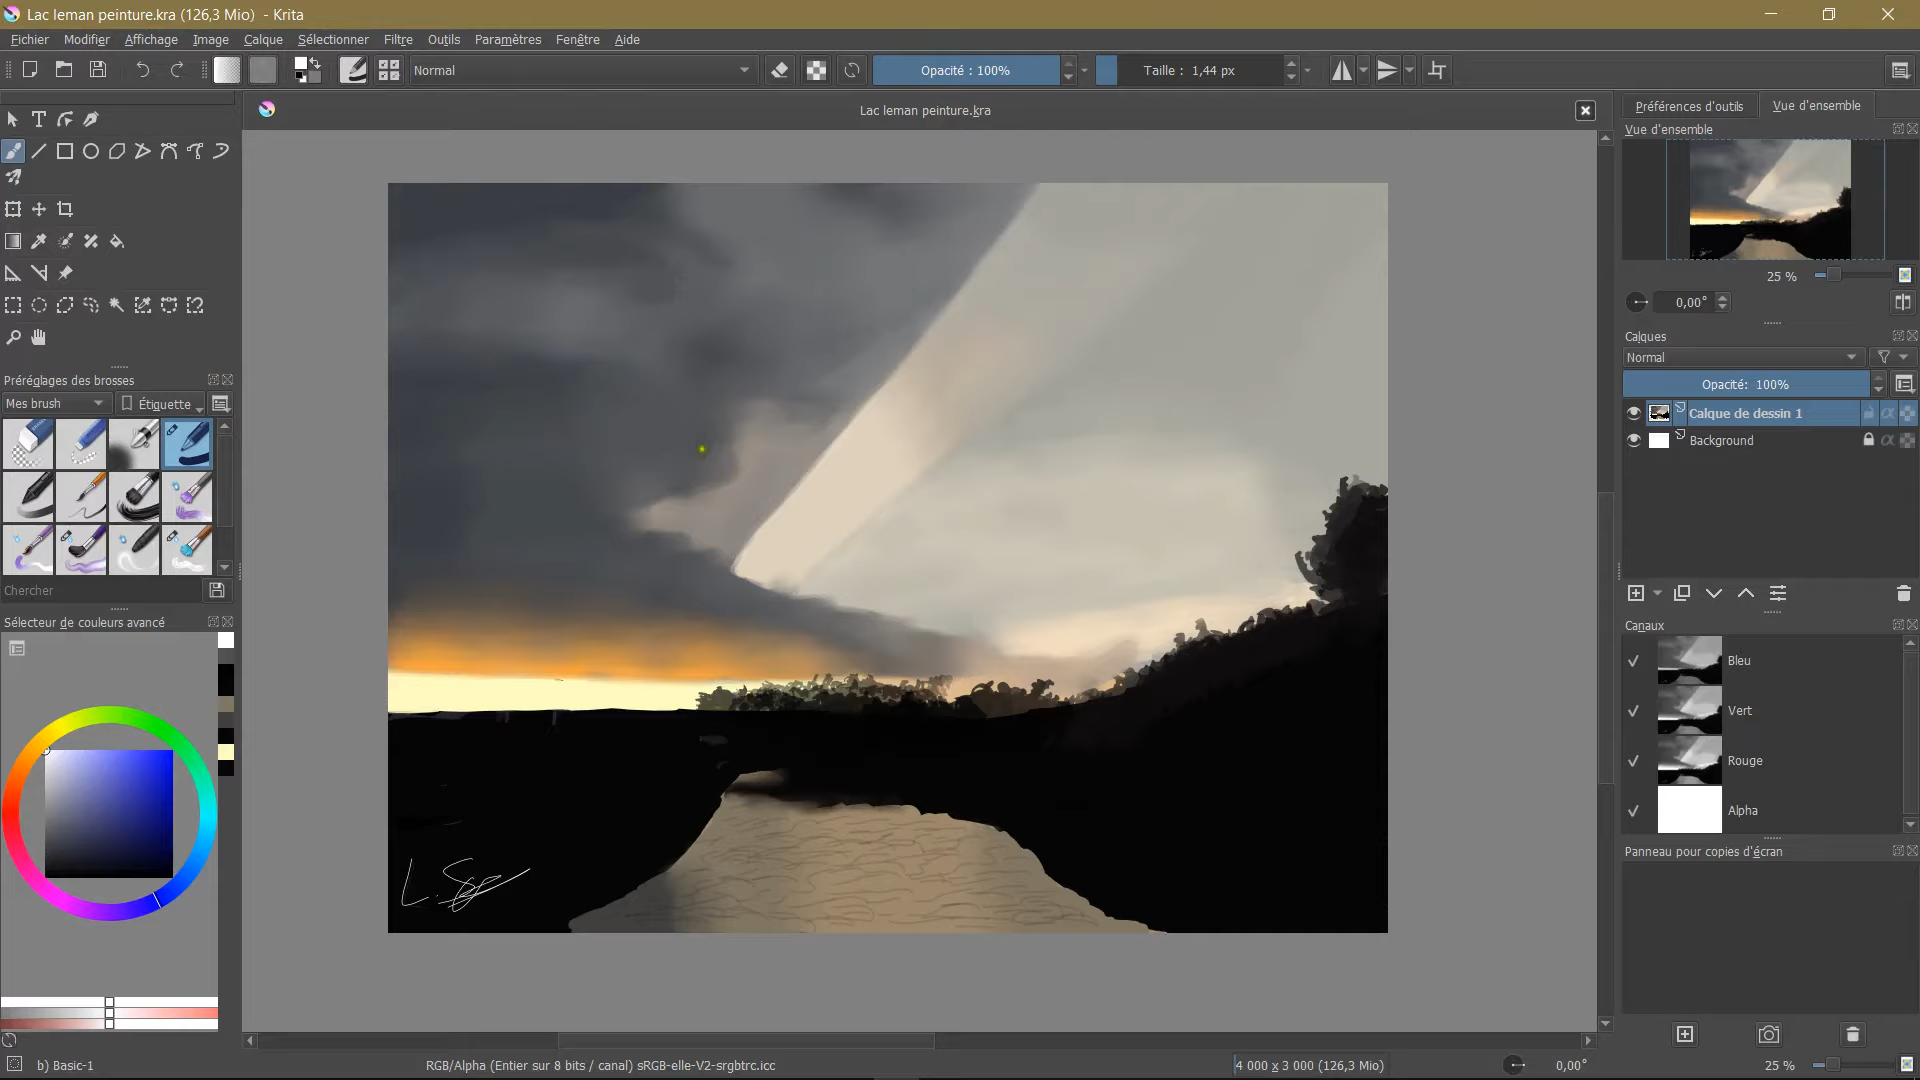 Lac leman peinture.kra (126,3 Mio) - Krita
Fichier Modifier Affichage Image Calque Sélectionner Filtre Outils Paramètres Fenêtre Aide
Normal Opacité : 100% Taille : 1,44 px
Lac leman peinture.kra
Préférences d'outils Vue d'ensemble
Vue d'ensemble
25 %
0,00°
Calques
Normal
Opacité: 100%
Calque de dessin 1
Background
Préréglages des brosses
Mes brush Étiquette
Chercher
Sélecteur de couleurs avancé
Canaux
Bleu
Vert
Rouge
Alpha
Panneau pour copies d'écran
b) Basic-1 RGB/Alpha (Entier sur 8 bits / canal) sRGB-elle-V2-srgbtrc.icc 4 000 x 3 000 (126,3 Mio) 0,00° 25 %